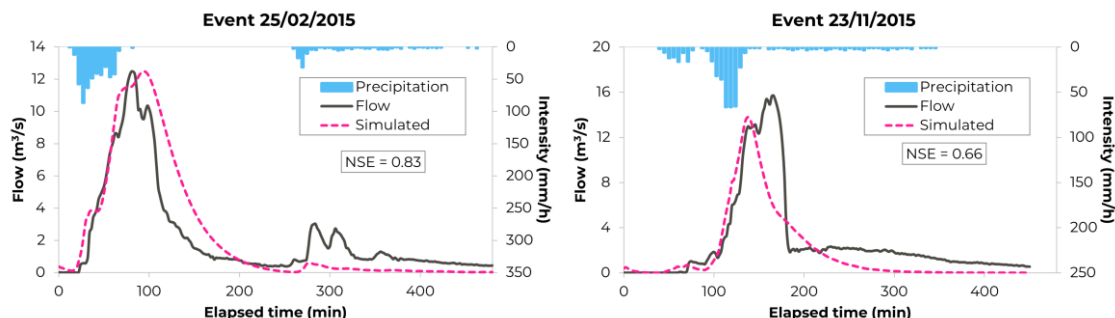 Event 25/02/2015
14
12
10
8
6
4
2
0
0
50
100
150
200
250
300
350
0
100
200
300
400
Flow (m³/s)
Intensity (mm/h)
Elapsed time (min)
Precipitation
Flow
Simulated
NSE = 0.83
Event 23/11/2015
20
16
12
8
4
0
0
50
100
150
200
250
0
100
200
300
400
Flow (m³/s)
Intensity (mm/h)
Elapsed time (min)
Precipitation
Flow
Simulated
NSE = 0.66